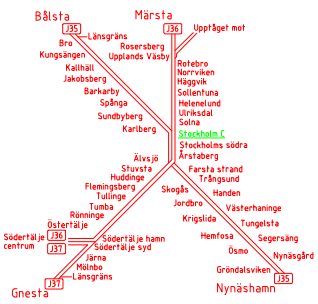 Bålsta
Märsta
J35
J36
Upptåget mot
Länsgräns
Bro
Rosersberg
Kungsängen
Upplands Väsby
Kallhäll
Rotebro
Jakobsberg
Norrviken
Häggvik
Barkarby
Sollentuna
Spånga
Helenelund
Sundbyberg
Ulriksdal
Solna
Karlberg
Stockholm C
Stockholms södra
Årstaberg
Älvsjö
Stuvsta
Farsta strand
Huddinge
Trångsund
Flemingsberg
Skogås
Handen
Tullinge
Jordbro
Tumba
Västerhaninge
Rönninge
Krigslida
Tungelsta
Östertälje
Hemfosa
Segersäng
J36
Södertälje
centrum
Södertälje hamn
J37
Södertälje syd
Ösmo
Nynäsgård
Järna
Mölnbo
Gröndalsviken
Länsgräns
J37
J35
Gnesta
Nynäshamn